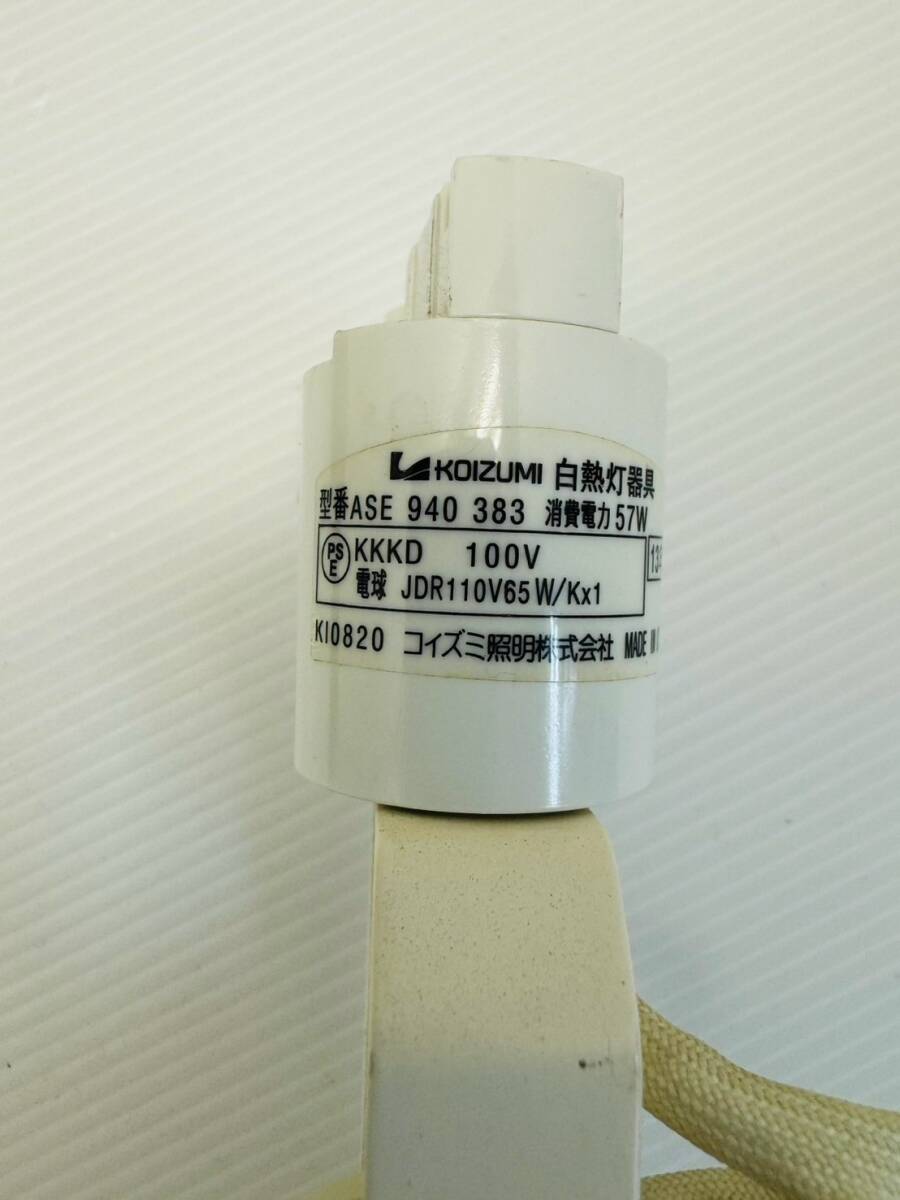 KOIZUMI 白熱灯器具
型番ASE 940 383 消費電力57W
PSE KKKD 100V
電球 JDR110V65W/Kx1
KI0820 コイズミ照明株式会社 MADE